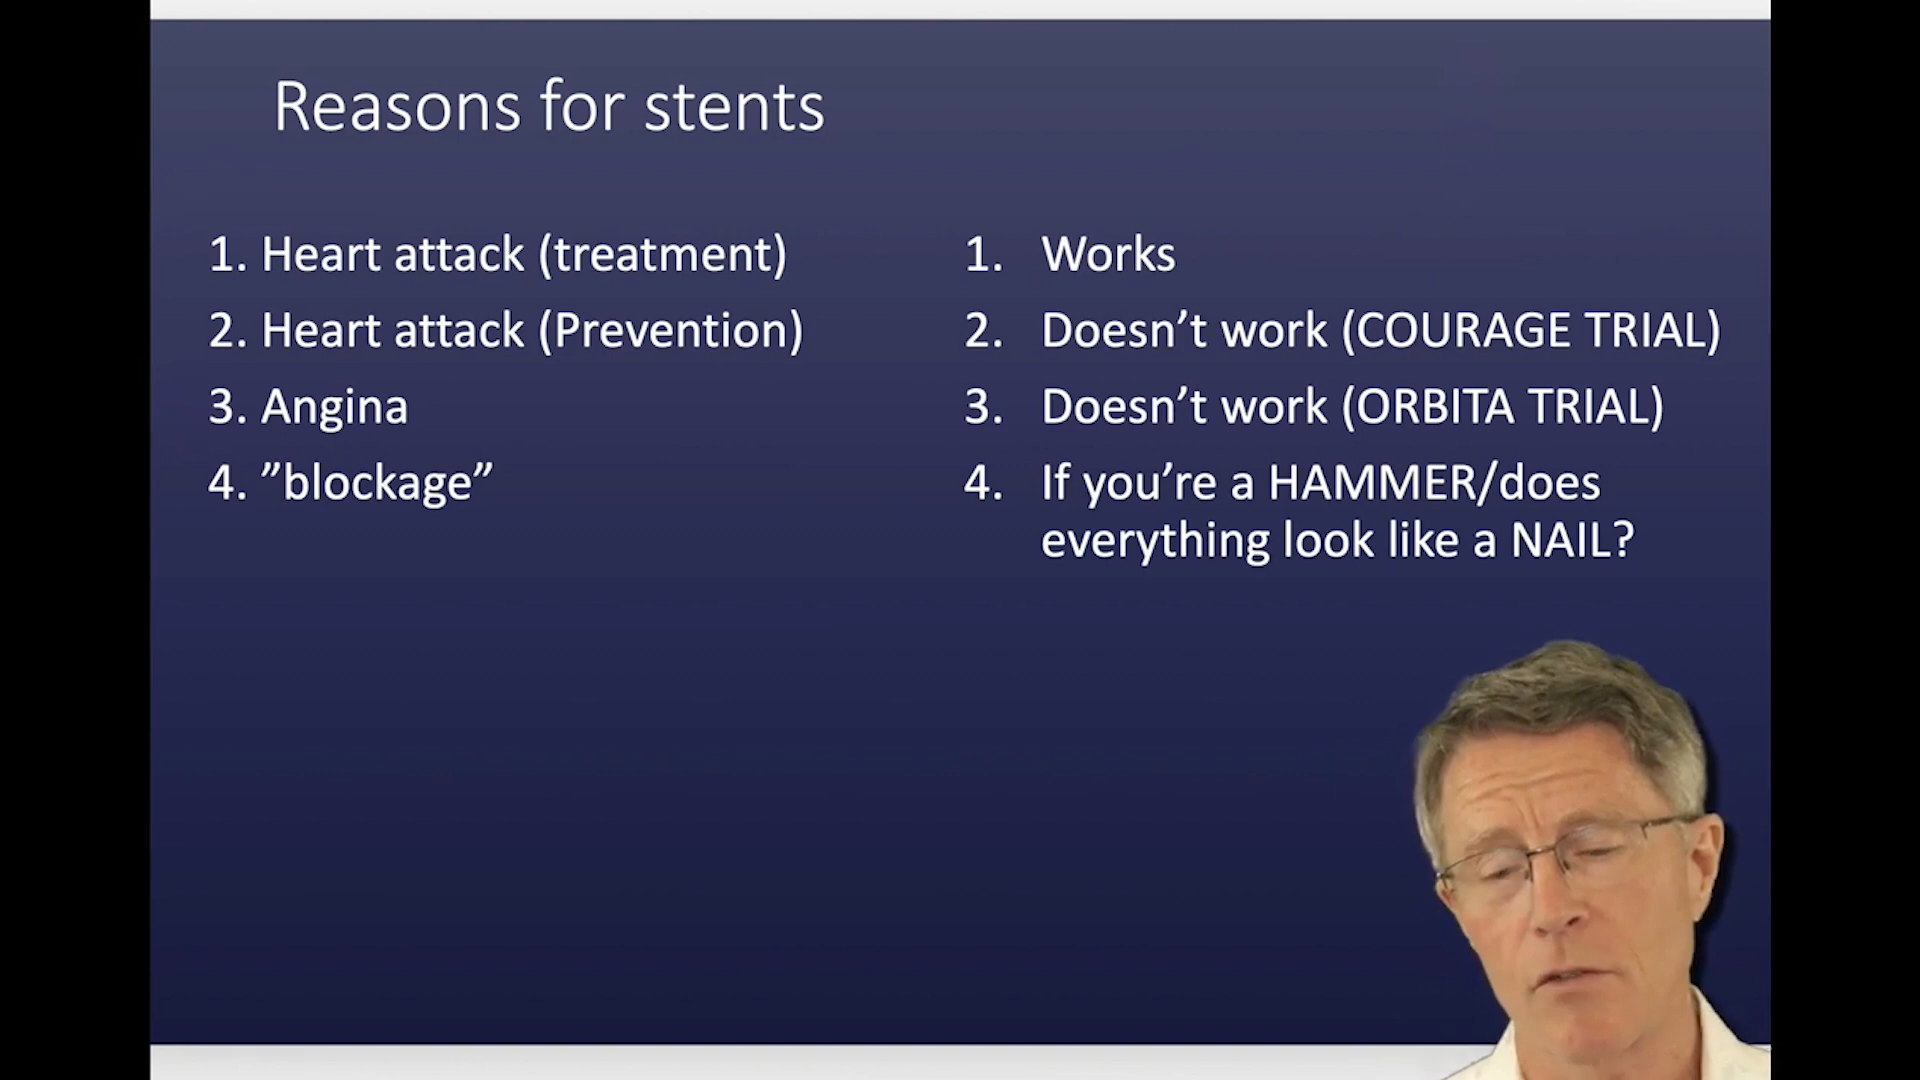 Reasons for stents
1. Heart attack (treatment)
2. Heart attack (Prevention)
3. Angina
4. ”blockage”
1. Works
2. Doesn’t work (COURAGE TRIAL)
3. Doesn’t work (ORBITA TRIAL)
4. If you’re a HAMMER/does
everything look like a NAIL?